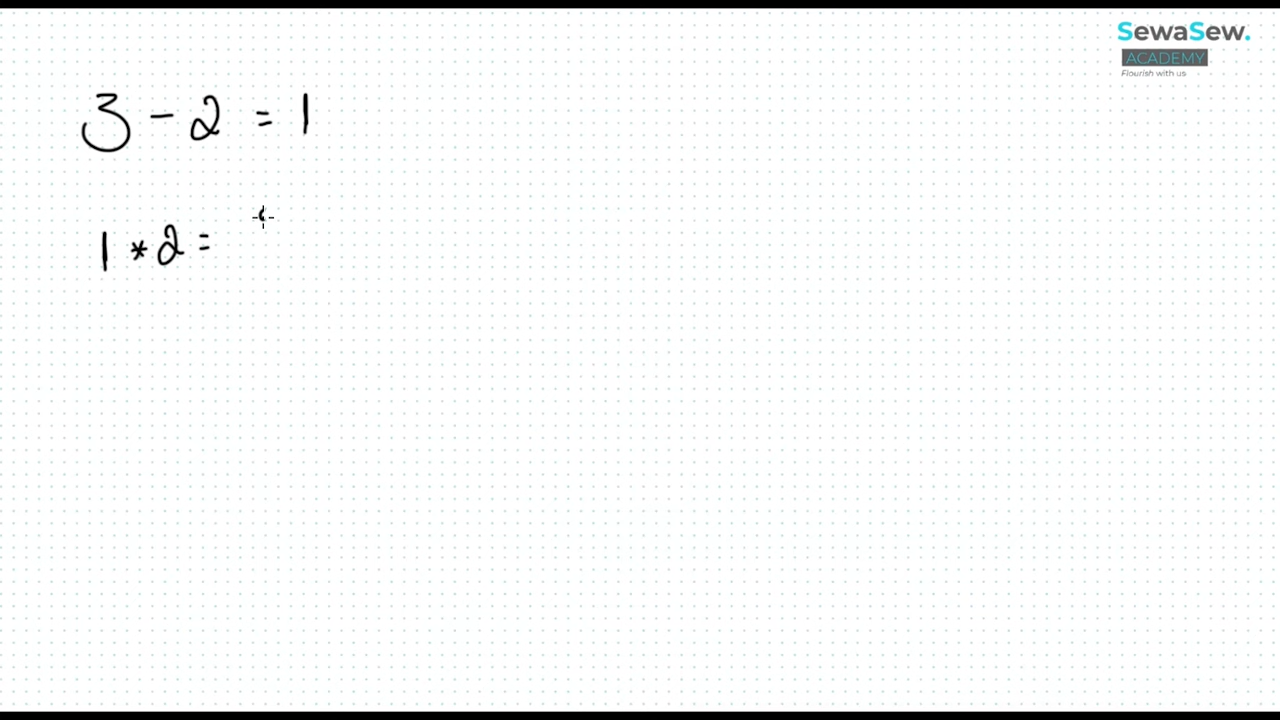 SewaSew.
ACADEMY
Flourish with us
3 - 2 = 1
1 * 2 =